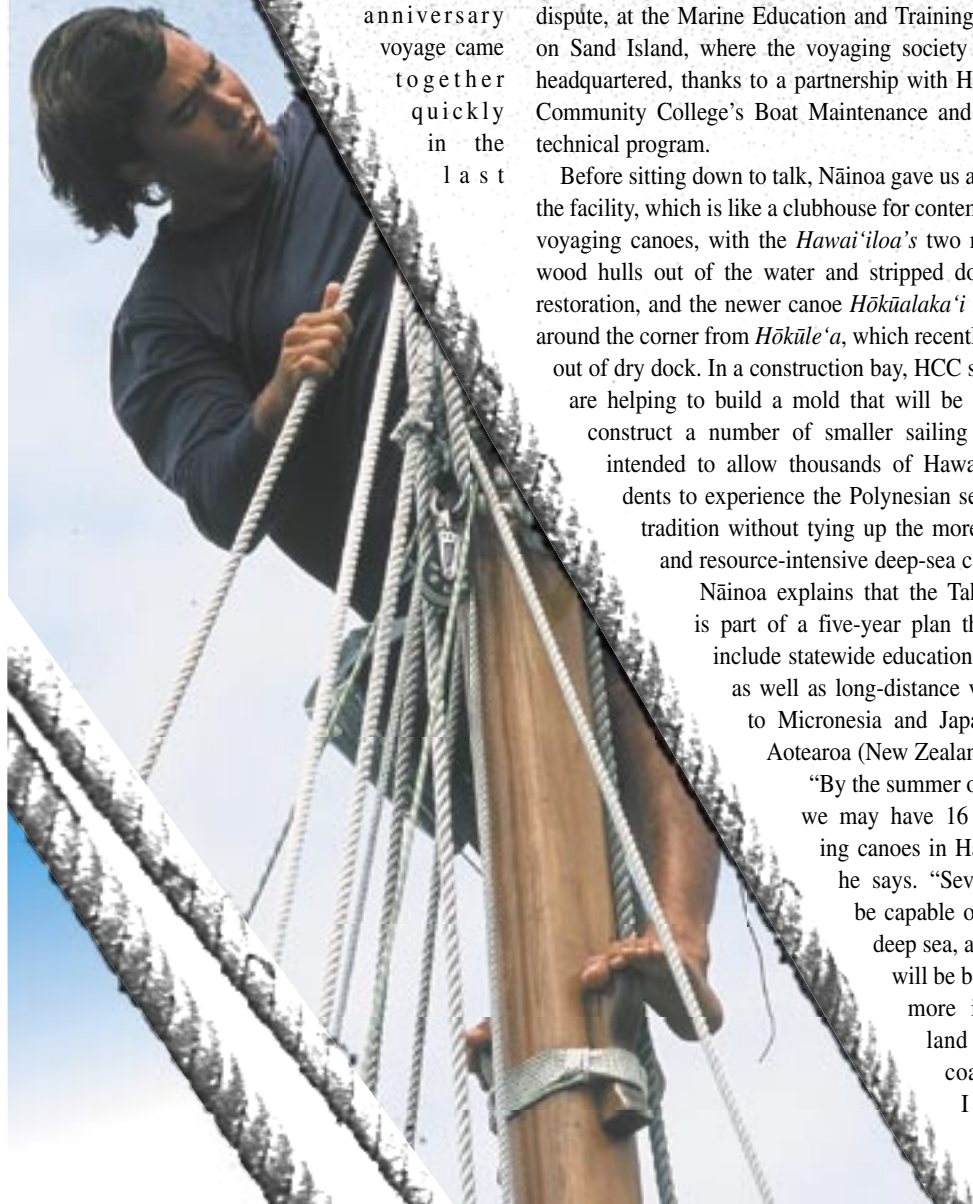 anniversary
voyage came
together
quickly
in the
last
dispute, at the Marine Education and Training
on Sand Island, where the voyaging society
headquartered, thanks to a partnership with H
Community College's Boat Maintenance and
technical program.
Before sitting down to talk, Nāinoa gave us a
the facility, which is like a clubhouse for conten
voyaging canoes, with the Hawai‘iloa’s two
wood hulls out of the water and stripped do
restoration, and the newer canoe Hōkūalaka‘i
around the corner from Hōkūle‘a, which recentl
out of dry dock. In a construction bay, HCC s
are helping to build a mold that will be
construct a number of smaller sailing
intended to allow thousands of Hawa
dents to experience the Polynesian se
tradition without tying up the more
and resource-intensive deep-sea c
Nāinoa explains that the Tah
is part of a five-year plan th
include statewide education
as well as long-distance v
to Micronesia and Japa
Aotearoa (New Zealan
“By the summer o
we may have 16
ing canoes in Ha
he says. “Sev
be capable o
deep sea, a
will be b
more i
land
coa
I